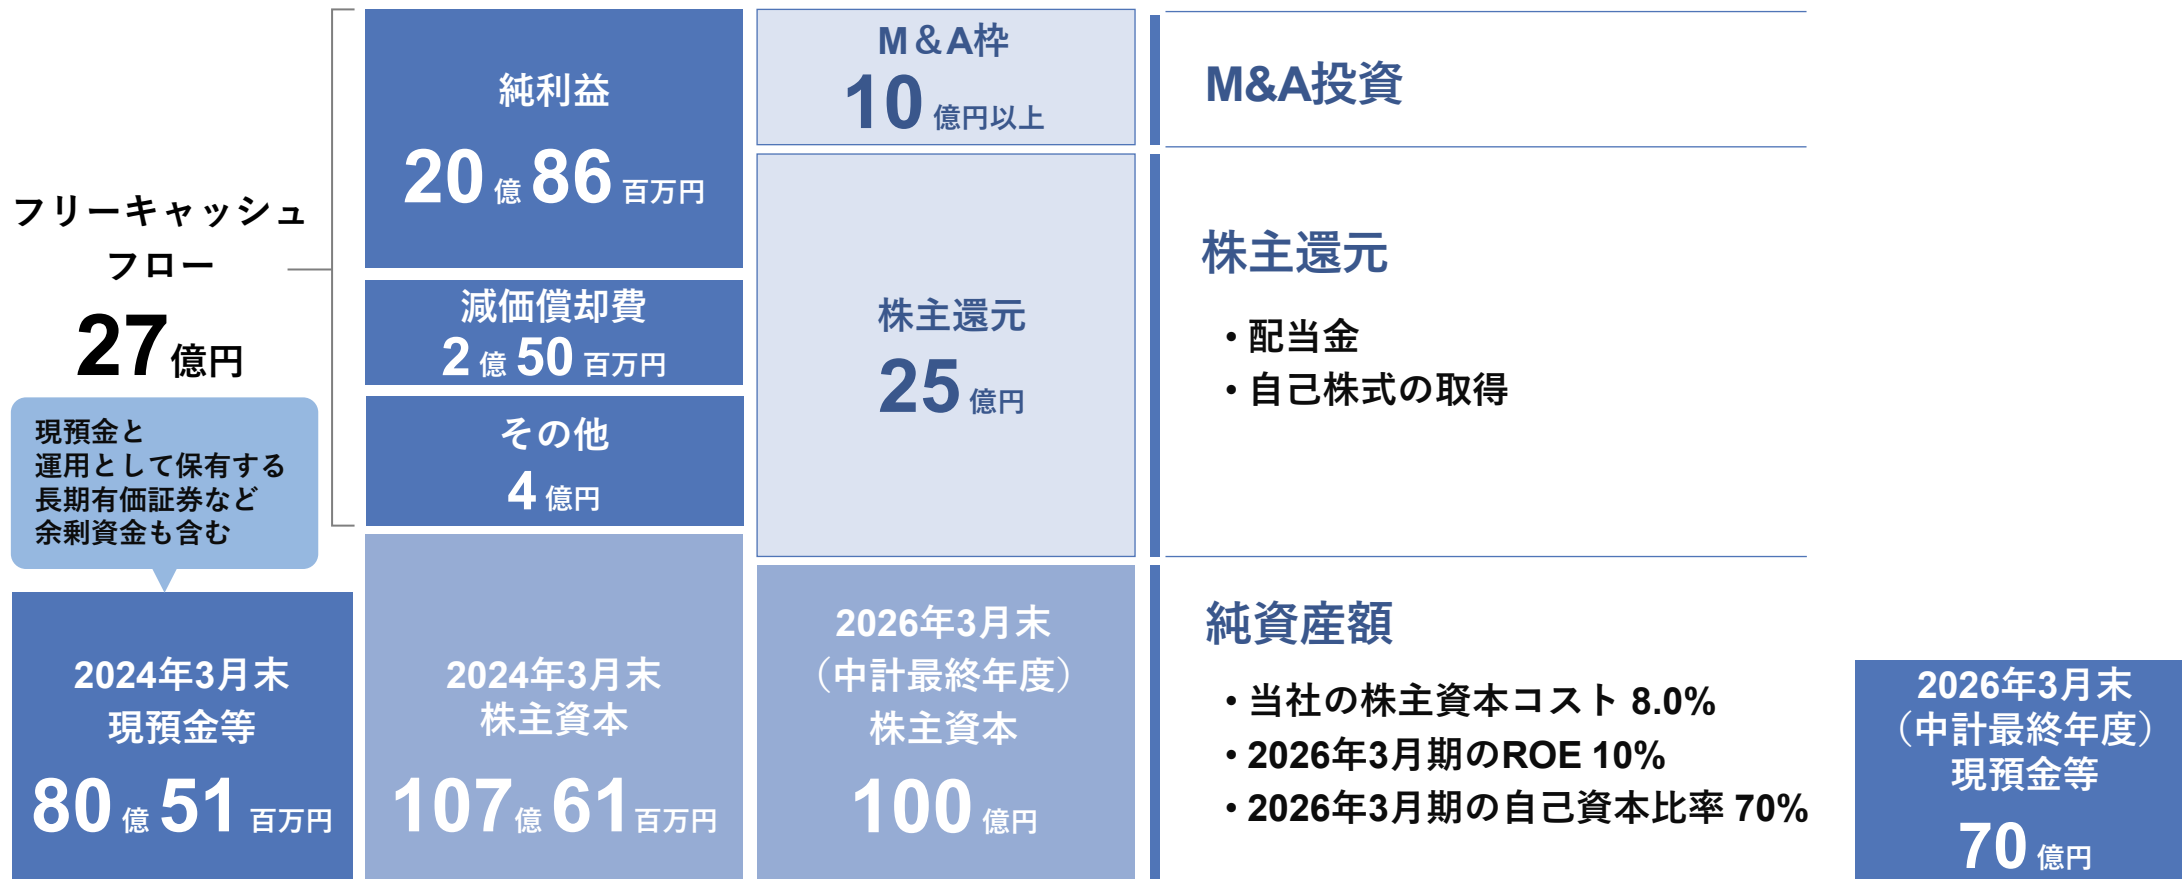 フリーキャッシュ
フロー
27億円
現預金と
運用として保有する
長期有価証券など
余剰資金も含む
2024年3月末
現預金等
80億51百万円
純利益
20億86百万円
減価償却費
2億50百万円
その他
4億円
2024年3月末
株主資本
107億61百万円
M＆A枠
10億円以上
株主還元
25億円
2026年3月末
（中計最終年度）
株主資本
100億円
M&A投資
株主還元
・配当金
・自己株式の取得
純資産額
・当社の株主資本コスト 8.0%
・2026年3月期のROE 10%
・2026年3月期の自己資本比率 70%
2026年3月末
（中計最終年度）
現預金等
70億円